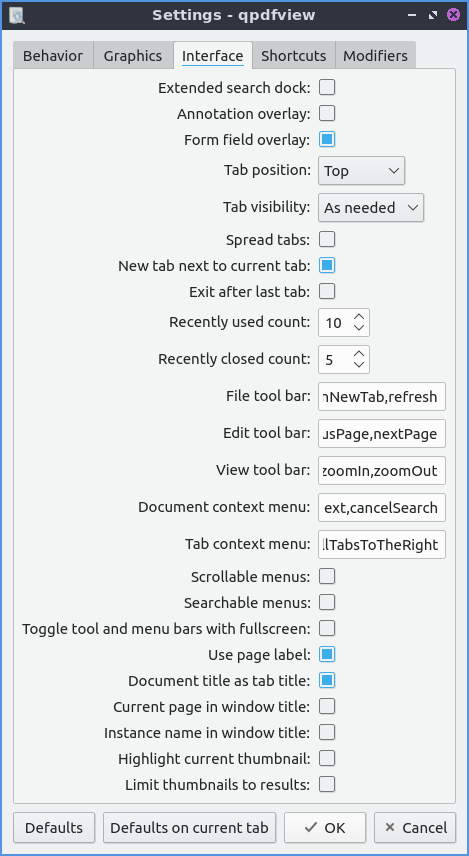 Settings - qpdfview
Behavior Graphics Interface Shortcuts Modifiers
Extended search dock:
Annotation overlay:
Form field overlay:
Tab position: Top
Tab visibility: As needed
Spread tabs:
New tab next to current tab:
Exit after last tab:
Recently used count: 10
Recently closed count: 5
File tool bar: nNewTab,refresh
Edit tool bar: usPage,nextPage
View tool bar: zoomIn,zoomOut
Document context menu: ext,cancelSearch
Tab context menu: llTabsToTheRight
Scrollable menus:
Searchable menus:
Toggle tool and menu bars with fullscreen:
Use page label:
Document title as tab title:
Current page in window title:
Instance name in window title:
Highlight current thumbnail:
Limit thumbnails to results:
Defaults Defaults on current tab OK Cancel